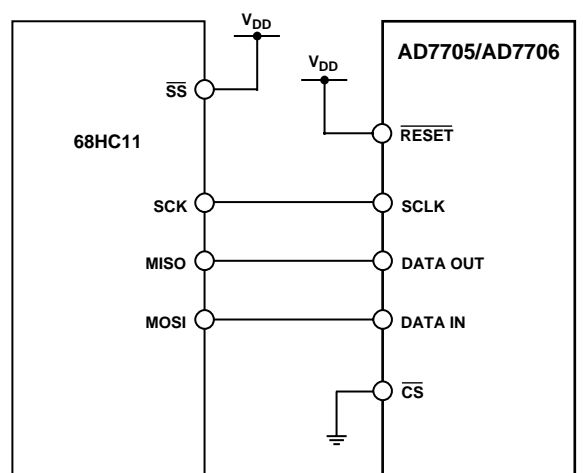 V_DD
AD7705/AD7706
V_DD
SS
RESET
68HC11
SCK
SCLK
MISO
DATA OUT
MOSI
DATA IN
CS